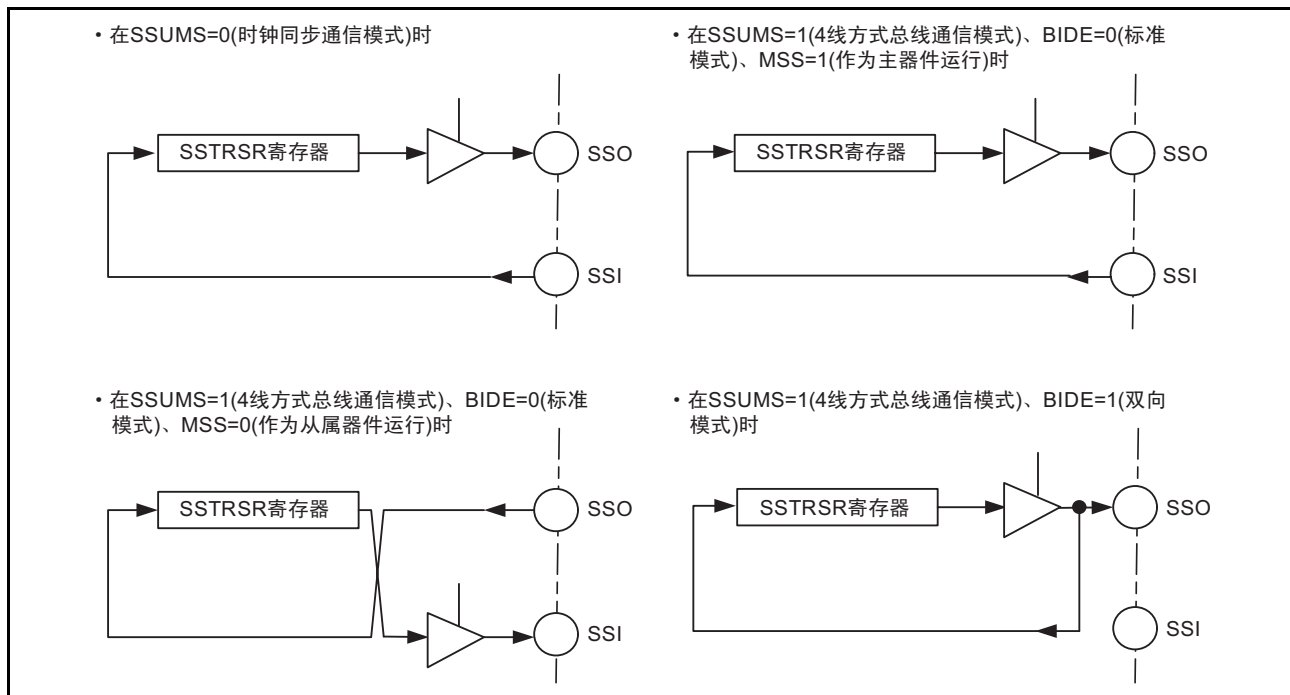 • 在SSUMS=0(时钟同步通信模式)时
SSTRSR寄存器
SSO
SSI
• 在SSUMS=1(4线方式总线通信模式)、BIDE=0(标准
模式)、MSS=1(作为主器件运行)时
SSTRSR寄存器
SSO
SSI
• 在SSUMS=1(4线方式总线通信模式)、BIDE=0(标准
模式)、MSS=0(作为从属器件运行)时
SSTRSR寄存器
SSO
SSI
• 在SSUMS=1(4线方式总线通信模式)、BIDE=1(双向
模式)时
SSTRSR寄存器
SSO
SSI